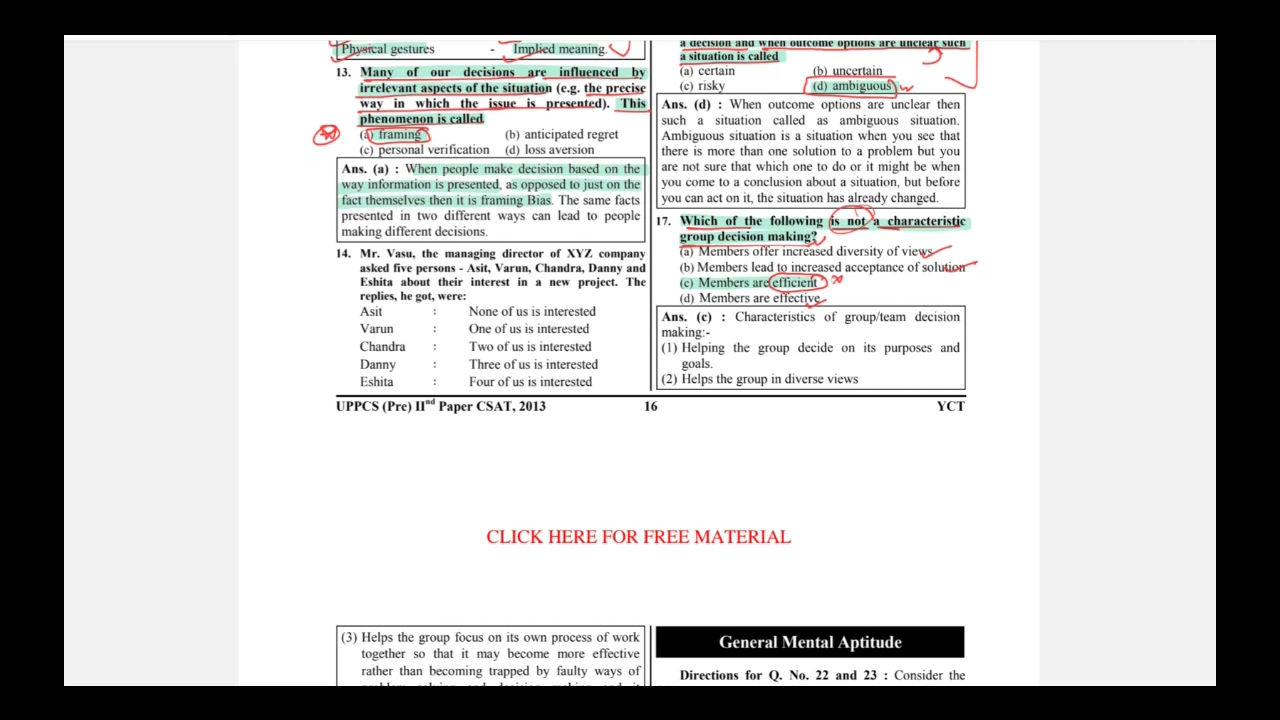 Physical gestures - Implied meaning.
13. Many of our decisions are influenced by
irrelevant aspects of the situation (e.g. the precise
way in which the issue is presented). This
phenomenon is called
(a) framing (b) anticipated regret
(c) personal verification (d) loss aversion
Ans. (a) : When people make decision based on the
way information is presented, as opposed to just on the
fact themselves then it is framing Bias. The same facts
presented in two different ways can lead to people
making different decisions.
14. Mr. Vasu, the managing director of XYZ company
asked five persons - Asit, Varun, Chandra, Danny and
Eshita about their interest in a new project. The
replies, he got, were:
Asit : None of us is interested
Varun : One of us is interested
Chandra : Two of us is interested
Danny : Three of us is interested
Eshita : Four of us is interested
a decision and when outcome options are unclear such
a situation is called
(a) certain (b) uncertain
(c) risky (d) ambiguous
Ans. (d) : When outcome options are unclear then
such a situation called as ambiguous situation.
Ambiguous situation is a situation when you see that
there is more than one solution to a problem but you
are not sure that which one to do or it might be when
you come to a conclusion about a situation, but before
you can act on it, the situation has already changed.
17. Which of the following is not a characteristic
group decision making?
(a) Members offer increased diversity of views
(b) Members lead to increased acceptance of solution
(c) Members are efficient
(d) Members are effective
Ans. (c) : Characteristics of group/team decision
making:-
(1) Helping the group decide on its purposes and
goals.
(2) Helps the group in diverse views
UPPCS (Pre) IInd Paper CSAT, 2013 16 YCT
CLICK HERE FOR FREE MATERIAL
(3) Helps the group focus on its own process of work
together so that it may become more effective
rather than becoming trapped by faulty ways of
General Mental Aptitude
Directions for Q. No. 22 and 23 : Consider the